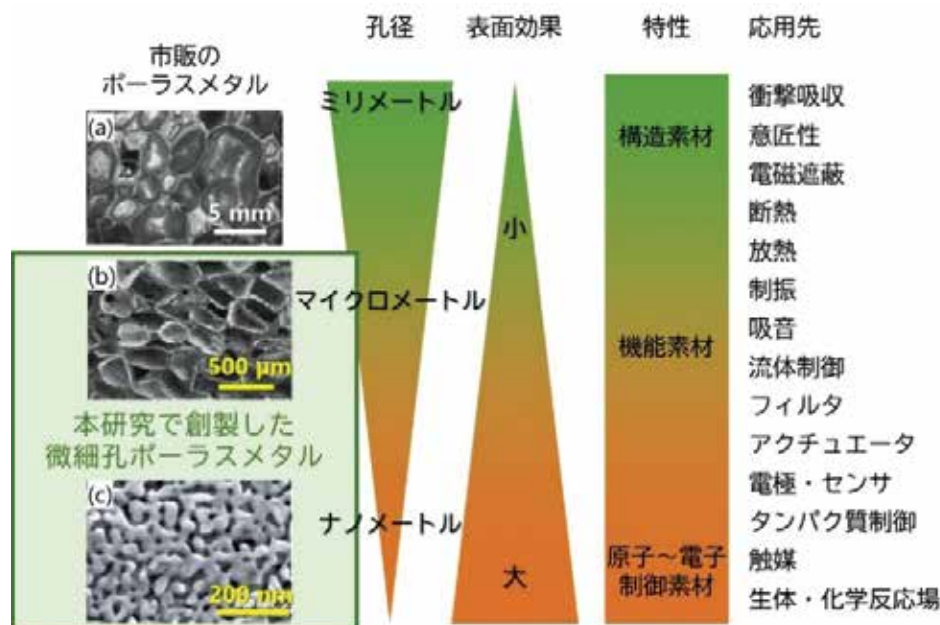 孔径
表面効果
特性
応用先
市販の
ポーラスメタル
(a)
5 mm
(b)
500 μm
本研究で創製した
微細孔ポーラスメタル
(c)
200 nm
ミリメートル
マイクロメートル
ナノメートル
小
大
構造素材
機能素材
原子～電子
制御素材
衝撃吸収
意匠性
電磁遮蔽
断熱
放熱
制振
吸音
流体制御
フィルタ
アクチュエータ
電極・センサ
タンパク質制御
触媒
生体・化学反応場